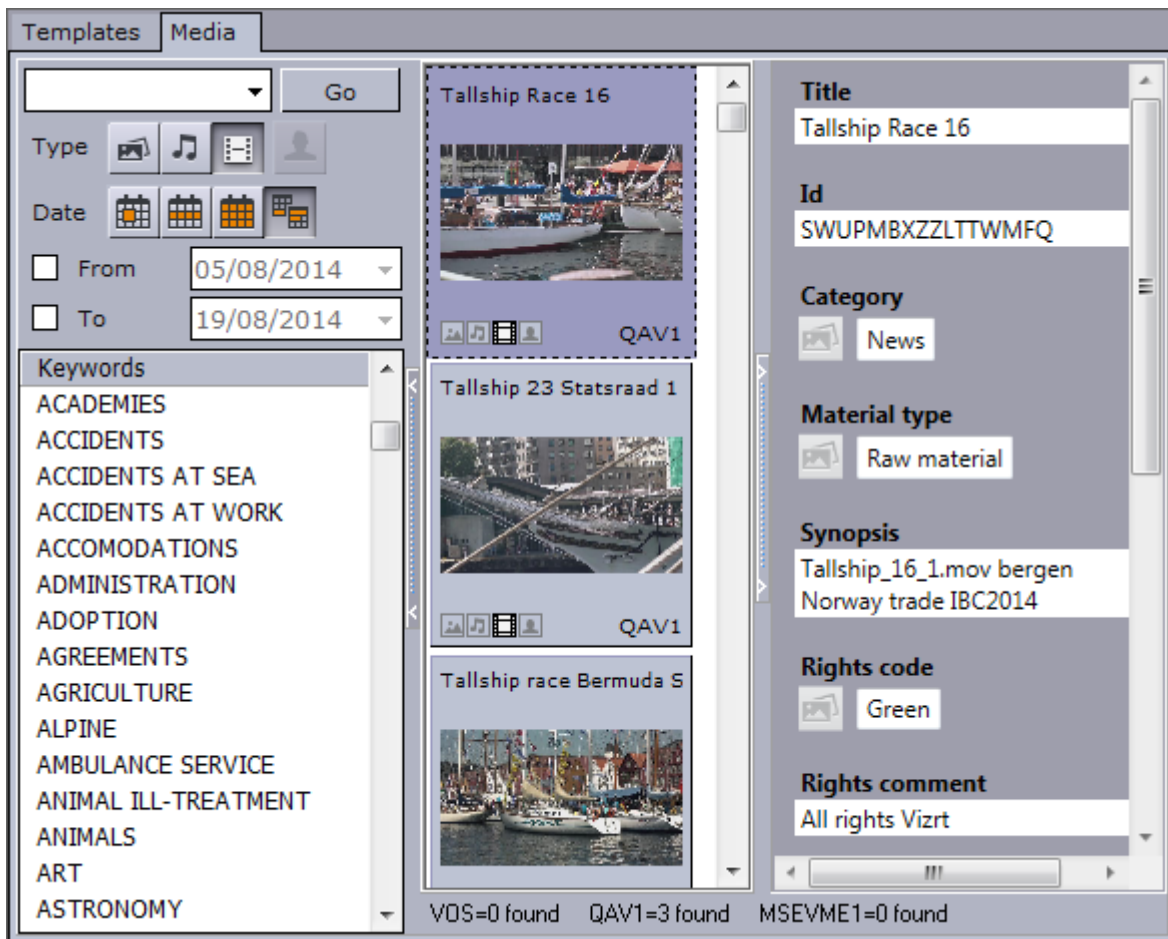 Templates
Media
Go
Type
Date
From
05/08/2014
To
19/08/2014
Keywords
ACADEMIES
ACCIDENTS
ACCIDENTS AT SEA
ACCIDENTS AT WORK
ACCOMODATIONS
ADMINISTRATION
ADOPTION
AGREEMENTS
AGRICULTURE
ALPINE
AMBULANCE SERVICE
ANIMAL ILL-TREATMENT
ANIMALS
ART
ASTRONOMY
Tallship Race 16
QAV1
Tallship 23 Statsraad 1
QAV1
Tallship race Bermuda S
Title
Tallship Race 16
Id
SWUPMBXZZLTTWMFQ
Category
News
Material type
Raw material
Synopsis
Tallship_16_1.mov bergen
Norway trade IBC2014
Rights code
Green
Rights comment
All rights Vizrt
VOS=0 found QAV1=3 found MSEVME1=0 found